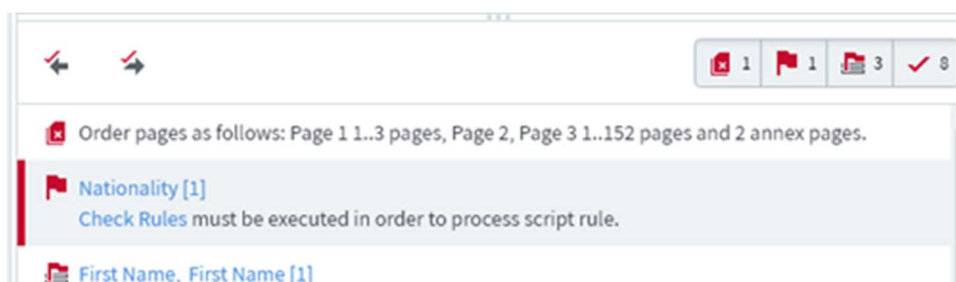 1 1 3 8
Order pages as follows: Page 1 1..3 pages, Page 2, Page 3 1..152 pages and 2 annex pages.
Nationality [1]
Check Rules must be executed in order to process script rule.
First Name, First Name [1]